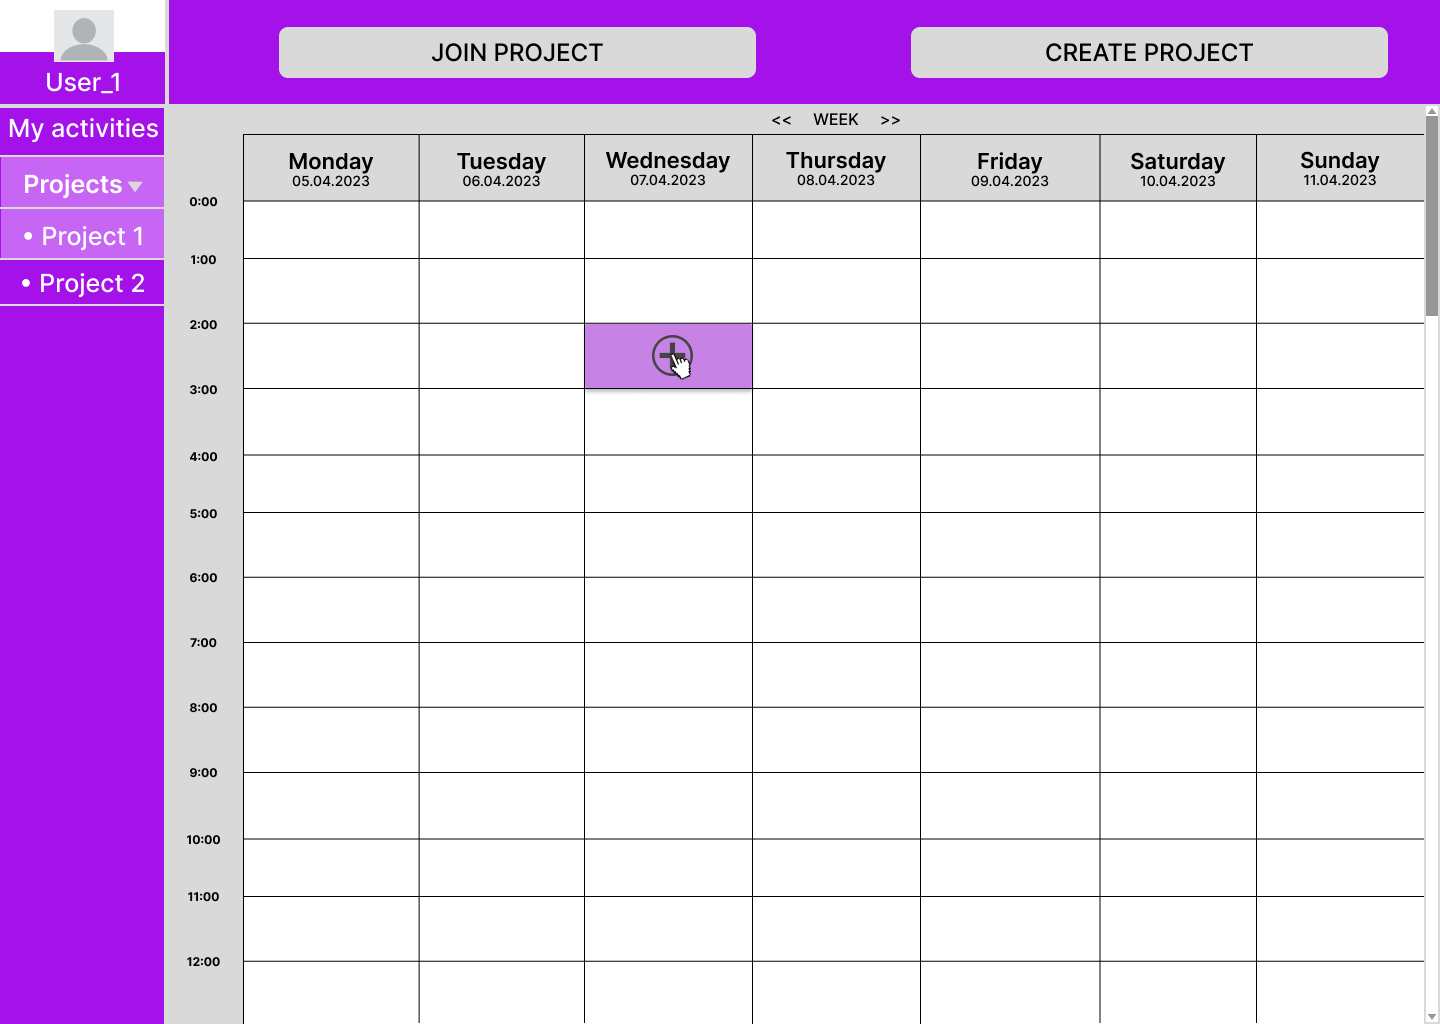 JOIN PROJECT
CREATE PROJECT
User_1
My activities
Projects
• Project 1
• Project 2
<< WEEK >>
Monday Tuesday Wednesday Thursday Friday Saturday Sunday
05.04.2023 06.04.2023 07.04.2023 08.04.2023 09.04.2023 10.04.2023 11.04.2023
0:00
1:00
2:00
3:00
4:00
5:00
6:00
7:00
8:00
9:00
10:00
11:00
12:00